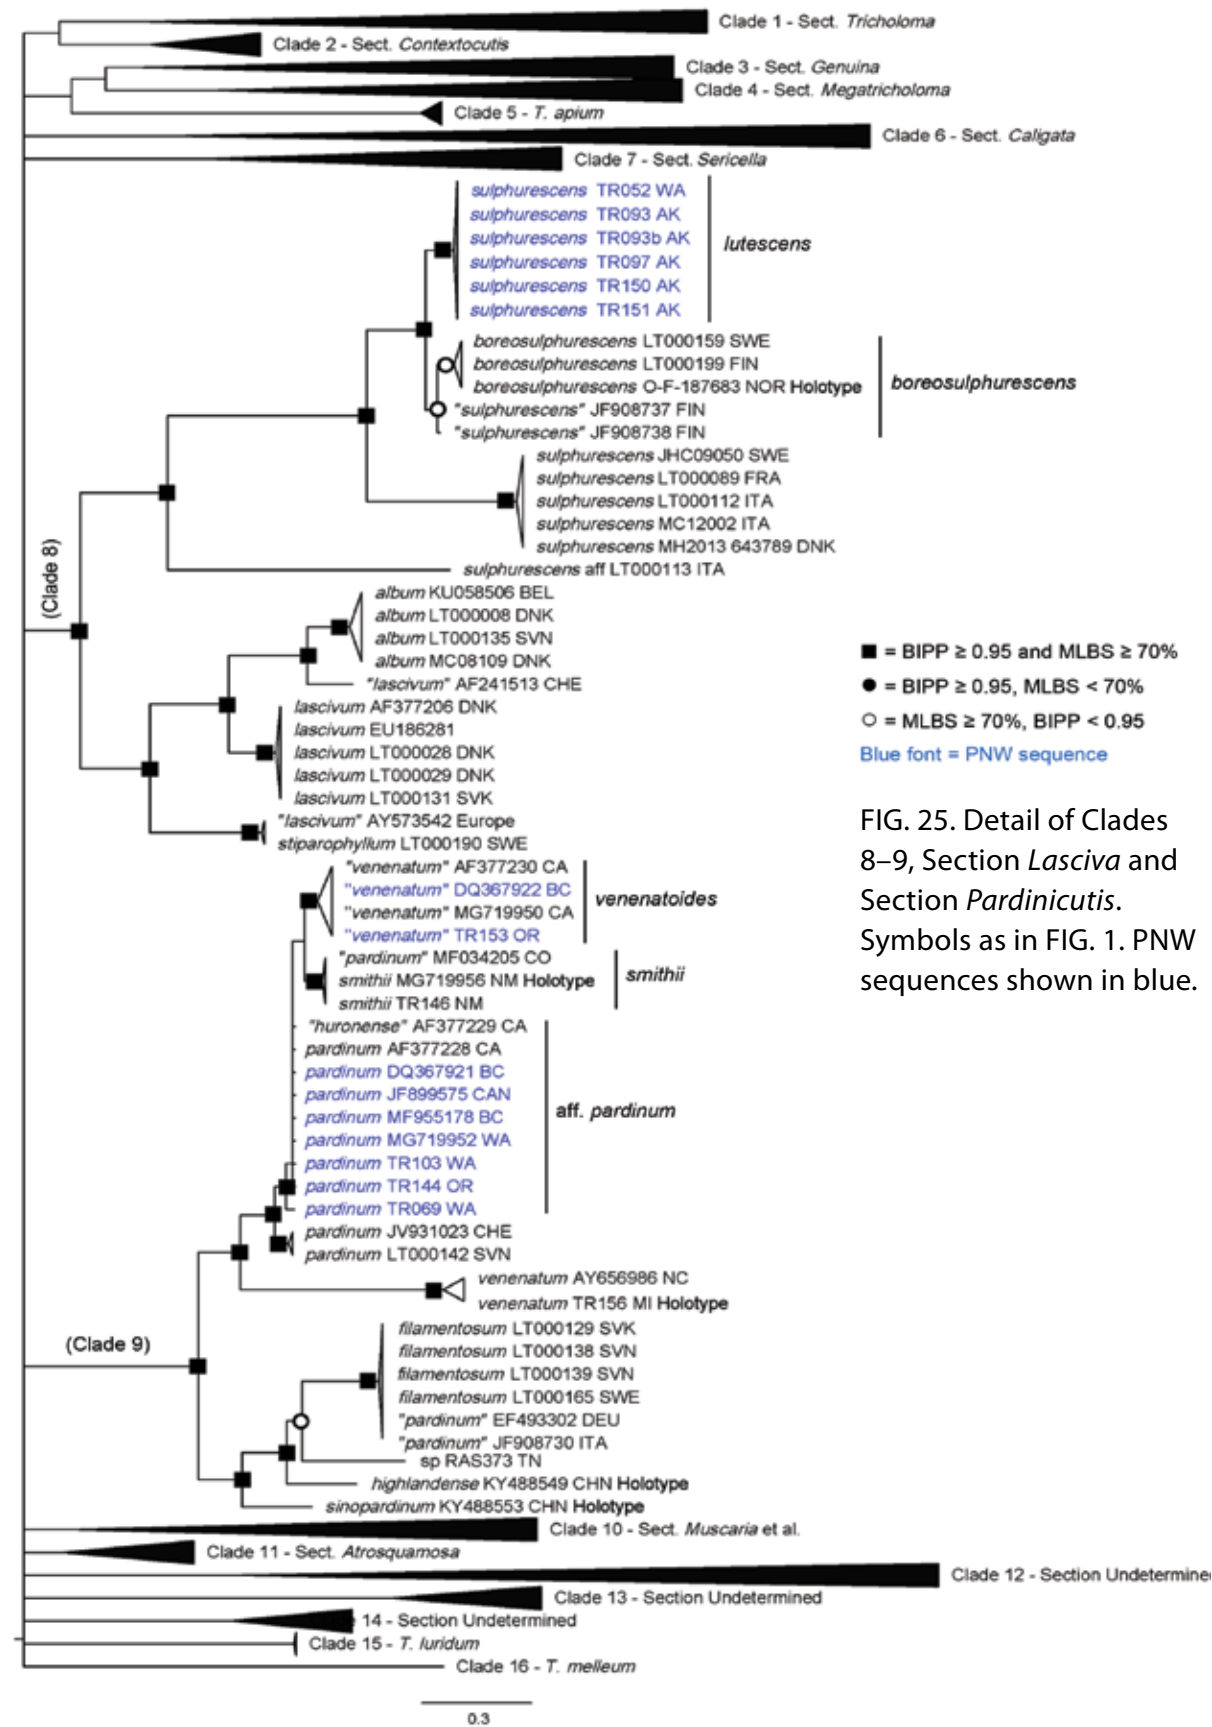 Clade 1 - Sect. Tricholoma
Clade 2 - Sect. Contextocutis
Clade 3 - Sect. Genuina
Clade 4 - Sect. Megatricholoma
Clade 5 - T. apium
Clade 6 - Sect. Caligata
Clade 7 - Sect. Sericella
sulphurescens TR052 WA
sulphurescens TR093 AK
sulphurescens TR093b AK
sulphurescens TR097 AK
sulphurescens TR150 AK
sulphurescens TR151 AK
lutescens
boreosulphurescens LT000159 SWE
boreosulphurescens LT000199 FIN
boreosulphurescens O-F-187683 NOR Holotype
"sulphurescens" JF908737 FIN
"sulphurescens" JF908738 FIN
boreosulphurescens
sulphurescens JHC09050 SWE
sulphurescens LT000089 FRA
sulphurescens LT000112 ITA
sulphurescens MC12002 ITA
sulphurescens MH2013 643789 DNK
sulphurescens aff LT000113 ITA
(Clade 8)
album KU058506 BEL
album LT000008 DNK
album LT000135 SVN
album MC08109 DNK
"lascivum" AF241513 CHE
lascivum AF377206 DNK
lascivum EU186281
lascivum LT000028 DNK
lascivum LT000029 DNK
lascivum LT000131 SVK
"lascivum" AY573542 Europe
stiparophyllum LT000190 SWE
"venenatum" AF377230 CA
"venenatum" DQ367922 BC
"venenatum" MG719950 CA
"venenatum" TR153 OR
venenatoides
"pardinum" MF034205 CO
smithii MG719956 NM Holotype
smithii TR146 NM
smithii
"huronense" AF377229 CA
pardinum AF377228 CA
pardinum DQ367921 BC
pardinum JF899575 CAN
pardinum MF955178 BC
pardinum MG719952 WA
pardinum TR103 WA
pardinum TR144 OR
pardinum TR069 WA
aff. pardinum
pardinum JV931023 CHE
pardinum LT000142 SVN
venenatum AY656986 NC
venenatum TR156 MI Holotype
(Clade 9)
filamentosum LT000129 SVK
filamentosum LT000138 SVN
filamentosum LT000139 SVN
filamentosum LT000165 SWE
"pardinum" EF493302 DEU
"pardinum" JF908730 ITA
sp RAS373 TN
highlandense KY488549 CHN Holotype
sinopardinum KY488553 CHN Holotype
Clade 10 - Sect. Muscaria et al.
Clade 11 - Sect. Atrosquamosa
Clade 12 - Section Undetermined
Clade 13 - Section Undetermined
14 - Section Undetermined
Clade 15 - T. luridum
Clade 16 - T. melleum
0.3
■ = BIPP ≥ 0.95 and MLBS ≥ 70%
● = BIPP ≥ 0.95, MLBS < 70%
○ = MLBS ≥ 70%, BIPP < 0.95
Blue font = PNW sequence
FIG. 25. Detail of Clades
8–9, Section Lasciva and
Section Pardinicutis.
Symbols as in FIG. 1. PNW
sequences shown in blue.